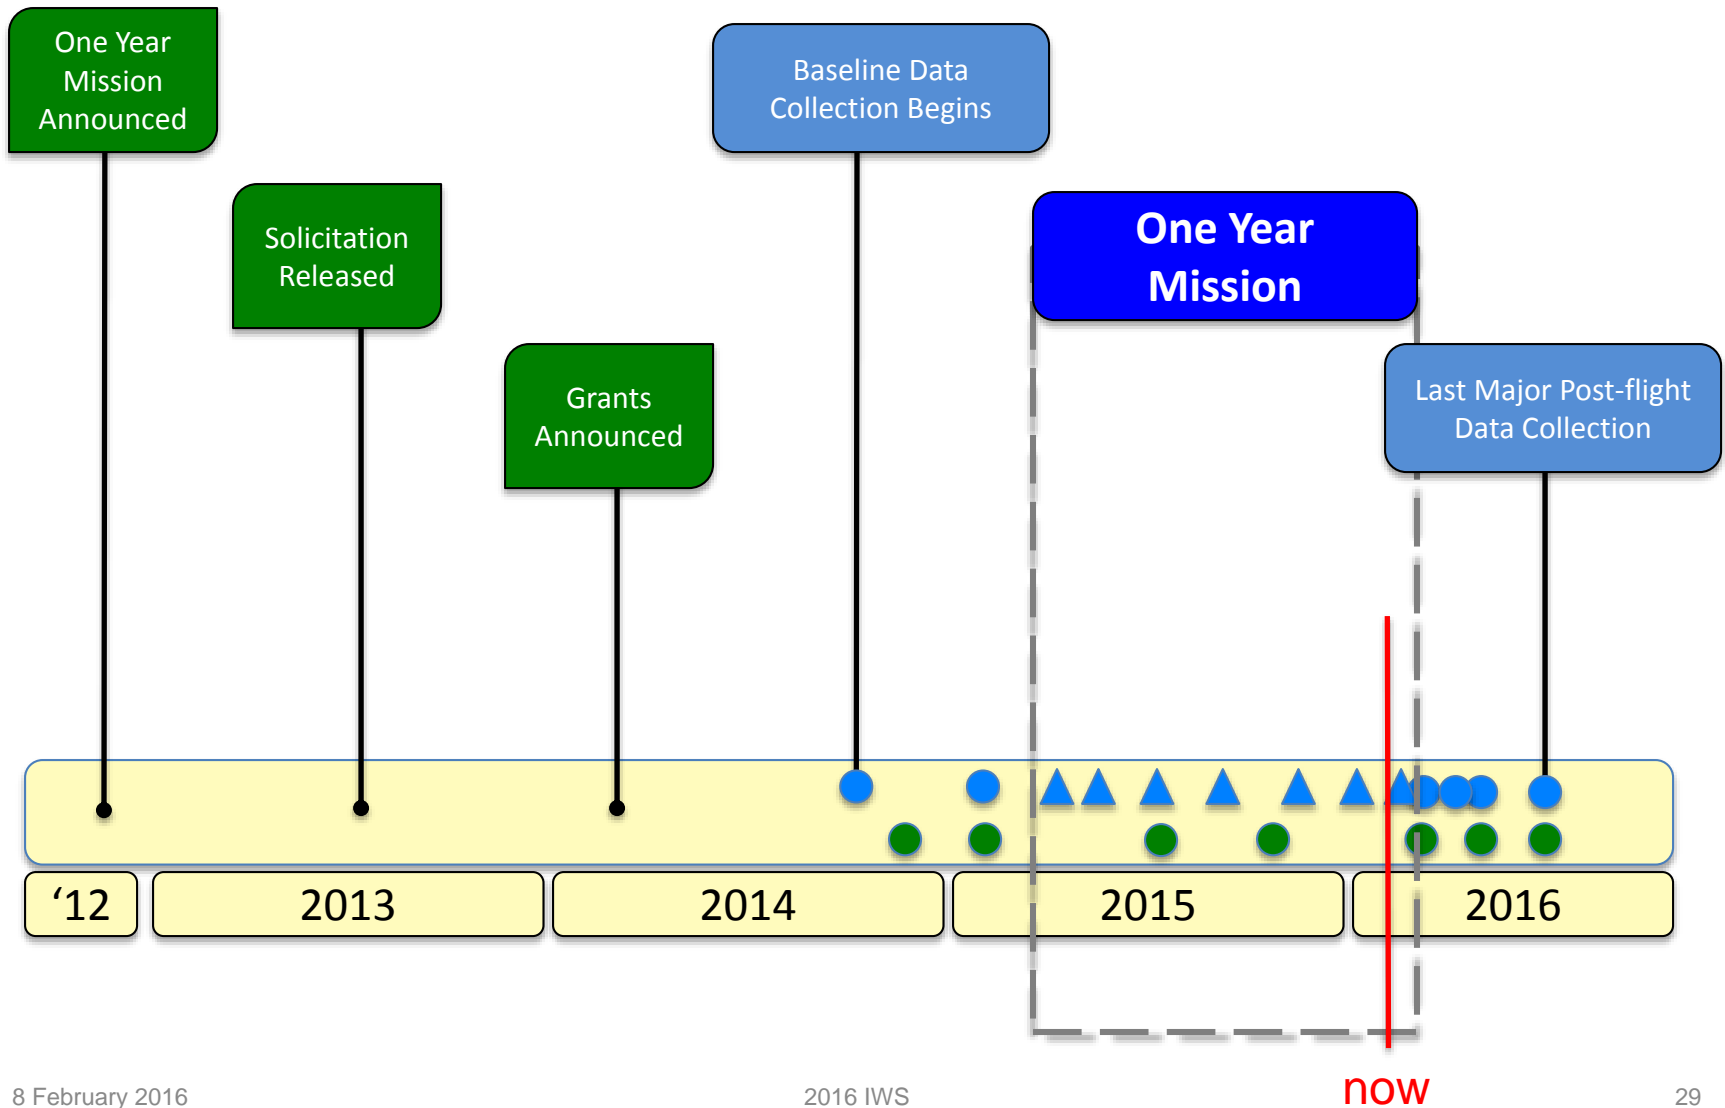 One Year
Mission
Announced
Baseline Data
Collection Begins
Solicitation
Released
One Year
Mission
Grants
Announced
Last Major Post-flight
Data Collection
‘12
2013
2014
2015
2016
now
8 February 2016
2016 IWS
29